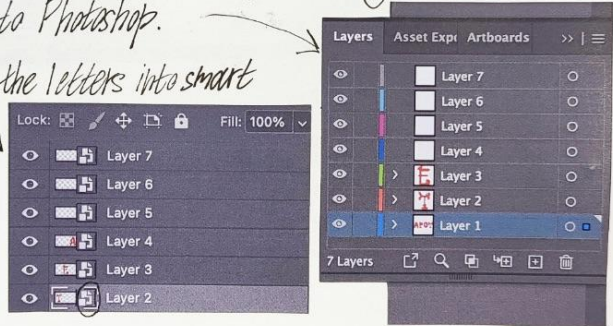 to Photoshop.
the letters into smart
Layers Asset Expo Artboards
Layer 7
Layer 6
Layer 5
Layer 4
Layer 3
Layer 2
Layer 1
7 Layers
Lock: Fill: 100%
Layer 7
Layer 6
Layer 5
Layer 4
Layer 3
Layer 2